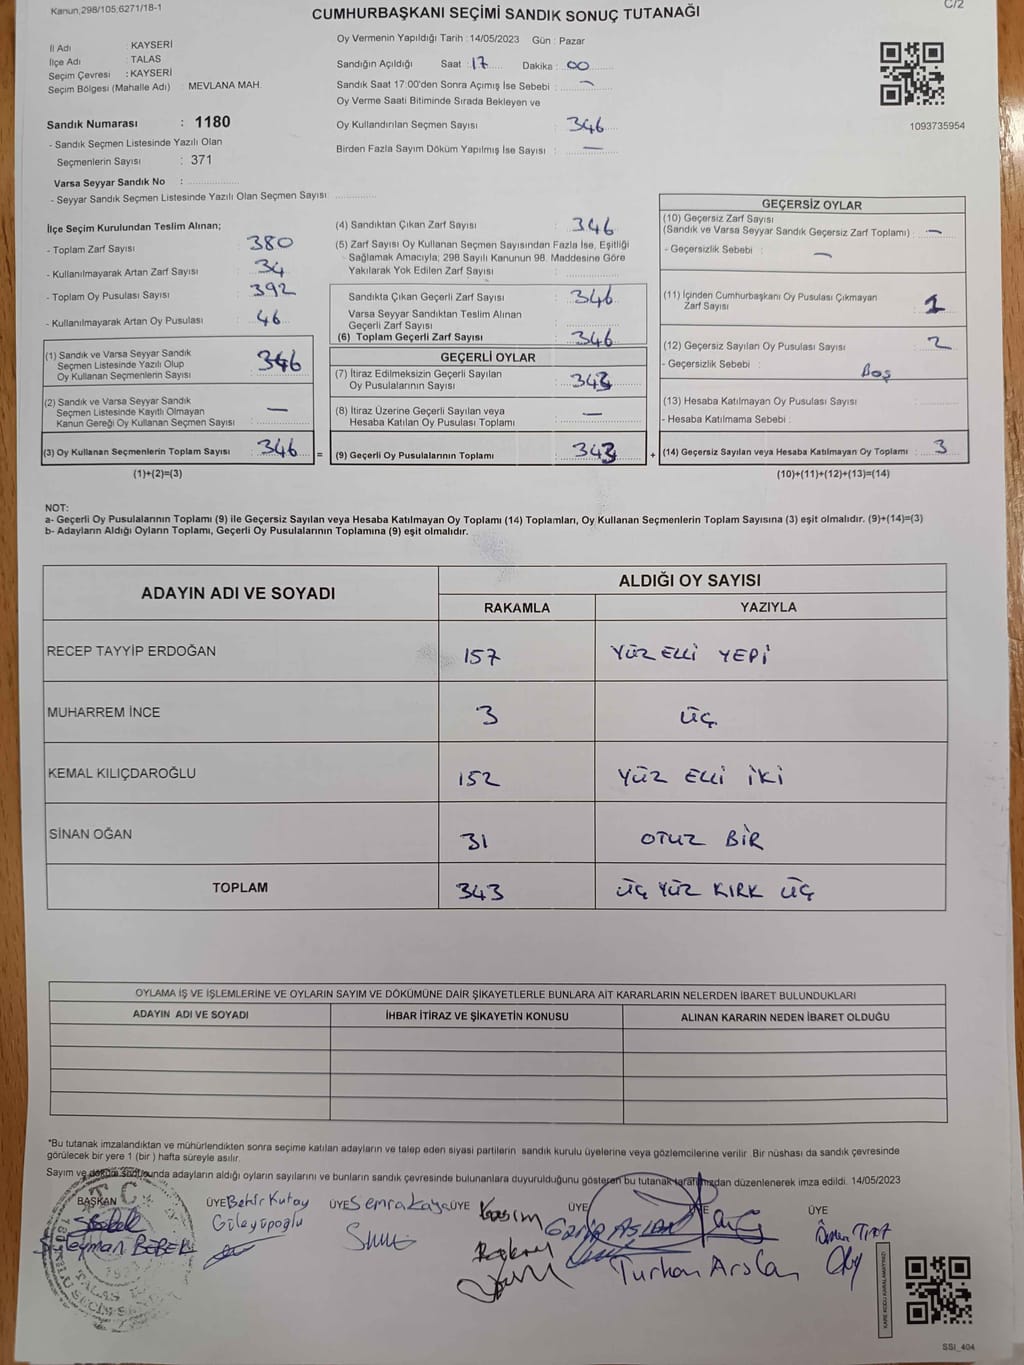 Kanun,298/105,6271/18-1
C/2
CUMHURBAŞKANI SEÇİMİ SANDIK SONUÇ TUTANAĞI
İl Adı : KAYSERİ
İlçe Adı : TALAS
Seçim Çevresi : KAYSERİ
Seçim Bölgesi (Mahalle Adı) : MEVLANA MAH.
Sandık Numarası : 1180
- Sandık Seçmen Listesinde Yazılı Olan
Seçmenlerin Sayısı : 371
Varsa Seyyar Sandık No :
- Seyyar Sandık Seçmen Listesinde Yazılı Olan Seçmen Sayısı
Oy Vermenin Yapıldığı Tarih : 14/05/2023 Gün : Pazar
Sandığın Açıldığı Saat : 17 Dakika : 00
Sandık Saat 17:00'den Sonra Açımış İse Sebebi : —
Oy Verme Saati Bitiminde Sırada Bekleyen ve
Oy Kullandırılan Seçmen Sayısı : 346
Birden Fazla Sayım Döküm Yapılmış İse Sayısı : —
1093735954
İlçe Seçim Kurulundan Teslim Alınan;
- Toplam Zarf Sayısı : 380
- Kullanılmayarak Artan Zarf Sayısı : 34
- Toplam Oy Pusulası Sayısı : 392
- Kullanılmayarak Artan Oy Pusulası : 46
(1) Sandık ve Varsa Seyyar Sandık
Seçmen Listesinde Yazılı Olup
Oy Kullanan Seçmenlerin Sayısı : 346
(2) Sandık ve Varsa Seyyar Sandık
Seçmen Listesinde Kayıtlı Olmayan
Kanun Gereği Oy Kullanan Seçmen Sayısı : —
(3) Oy Kullanan Seçmenlerin Toplam Sayısı : 346
(1)+(2)=(3)
(4) Sandıktan Çıkan Zarf Sayısı : 346
(5) Zarf Sayısı Oy Kullanan Seçmen Sayısından Fazla İse, Eşitliği
Sağlamak Amacıyla; 298 Sayılı Kanunun 98. Maddesine Göre
Yakılarak Yok Edilen Zarf Sayısı :
Sandıkta Çıkan Geçerli Zarf Sayısı : 346
Varsa Seyyar Sandıktan Teslim Alınan
Geçerli Zarf Sayısı
(6) Toplam Geçerli Zarf Sayısı : 346
GEÇERLİ OYLAR
(7) İtiraz Edilmeksizin Geçerli Sayılan
Oy Pusulalarının Sayısı : 343
(8) İtiraz Üzerine Geçerli Sayılan veya
Hesaba Katılan Oy Pusulası Toplamı : —
= (9) Geçerli Oy Pusulalarının Toplamı : 343
GEÇERSİZ OYLAR
(10) Geçersiz Zarf Sayısı
(Sandık ve Varsa Seyyar Sandık Geçersiz Zarf Toplamı) : —
- Geçersizlik Sebebi : —
(11) İçinden Cumhurbaşkanı Oy Pusulası Çıkmayan
Zarf Sayısı : 1
(12) Geçersiz Sayılan Oy Pusulası Sayısı : 2
- Geçersizlik Sebebi : Boş
(13) Hesaba Katılmayan Oy Pusulası Sayısı :
- Hesaba Katılmama Sebebi :
+ (14) Geçersiz Sayılan veya Hesaba Katılmayan Oy Toplamı : 3
(10)+(11)+(12)+(13)=(14)
NOT:
a- Geçerli Oy Pusulalarının Toplamı (9) ile Geçersiz Sayılan veya Hesaba Katılmayan Oy Toplamı (14) Toplamları, Oy Kullanan Seçmenlerin Toplam Sayısına (3) eşit olmalıdır. (9)+(14)=(3)
b- Adayların Aldığı Oyların Toplamı, Geçerli Oy Pusulalarının Toplamına (9) eşit olmalıdır.
ADAYIN ADI VE SOYADI
ALDIĞI OY SAYISI
RAKAMLA YAZIYLA
RECEP TAYYİP ERDOĞAN 157 YÜZ ELLİ YEPİ
MUHARREM İNCE 3 ÜÇ
KEMAL KILIÇDAROĞLU 152 YÜZ ELLİ İKİ
SİNAN OĞAN 31 OTUZ BİR
TOPLAM 343 ÜÇ YÜZ KIRK ÜÇ
OYLAMA İŞ VE İŞLEMLERİNE VE OYLARIN SAYIM VE DÖKÜMÜNE DAİR ŞİKAYETLERLE BUNLARA AİT KARARLARIN NELERDEN İBARET BULUNDUKLARI
ADAYIN ADI VE SOYADI İHBAR İTİRAZ VE ŞİKAYETİN KONUSU ALINAN KARARIN NEDEN İBARET OLDUĞU
*Bu tutanak imzalandıktan ve mühürlendikten sonra seçime katılan adayların ve talep eden siyasi partilerin sandık kurulu üyelerine veya gözlemcilerine verilir. Bir nüshası da sandık çevresinde
görülecek bir yere 1 (bir) hafta süreyle asılır.
Sayım ve döküm sonucunda adayların aldığı oyların sayılarını ve bunların sandık çevresinde bulunanlara duyurulduğunu gösteren bu tutanak tarafımızdan düzenlenerek imza edildi. 14/05/2023
BAŞKAN ÜYE Bekir Kutay ÜYE Semra Kaya ÜYE Kasım ÜYE ÜYE
Süleyman BEBEK Güleyüpoğlu ASLAN
Turhan Arslan
T.C.
TALAS
KARE KODU KARALAMAYINIZ!
SSI_404